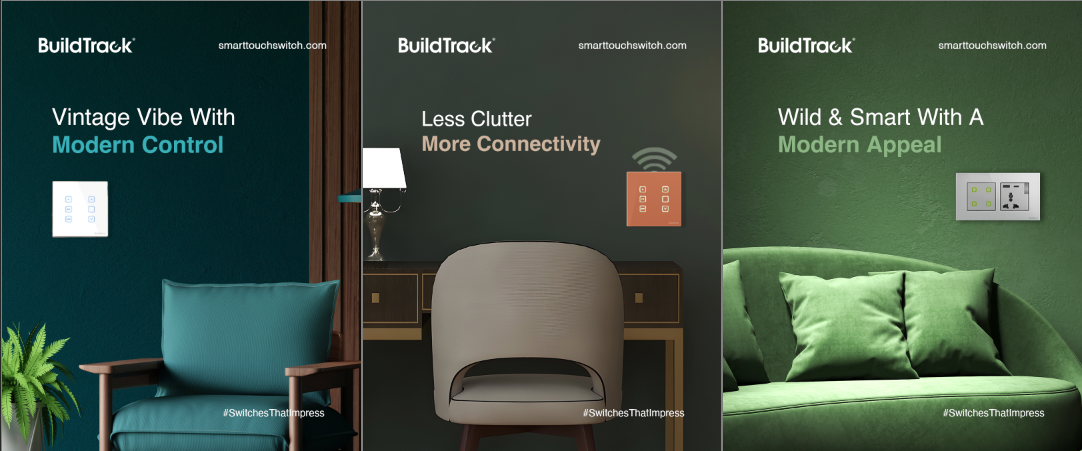 BuildTrack®
smarttouchswitch.com
Vintage Vibe With
Modern Control
#SwitchesThatImpress
BuildTrack®
smarttouchswitch.com
Less Clutter
More Connectivity
#SwitchesThatImpress
BuildTrack®
smarttouchswitch.com
Wild & Smart With A
Modern Appeal
#SwitchesThatImpress